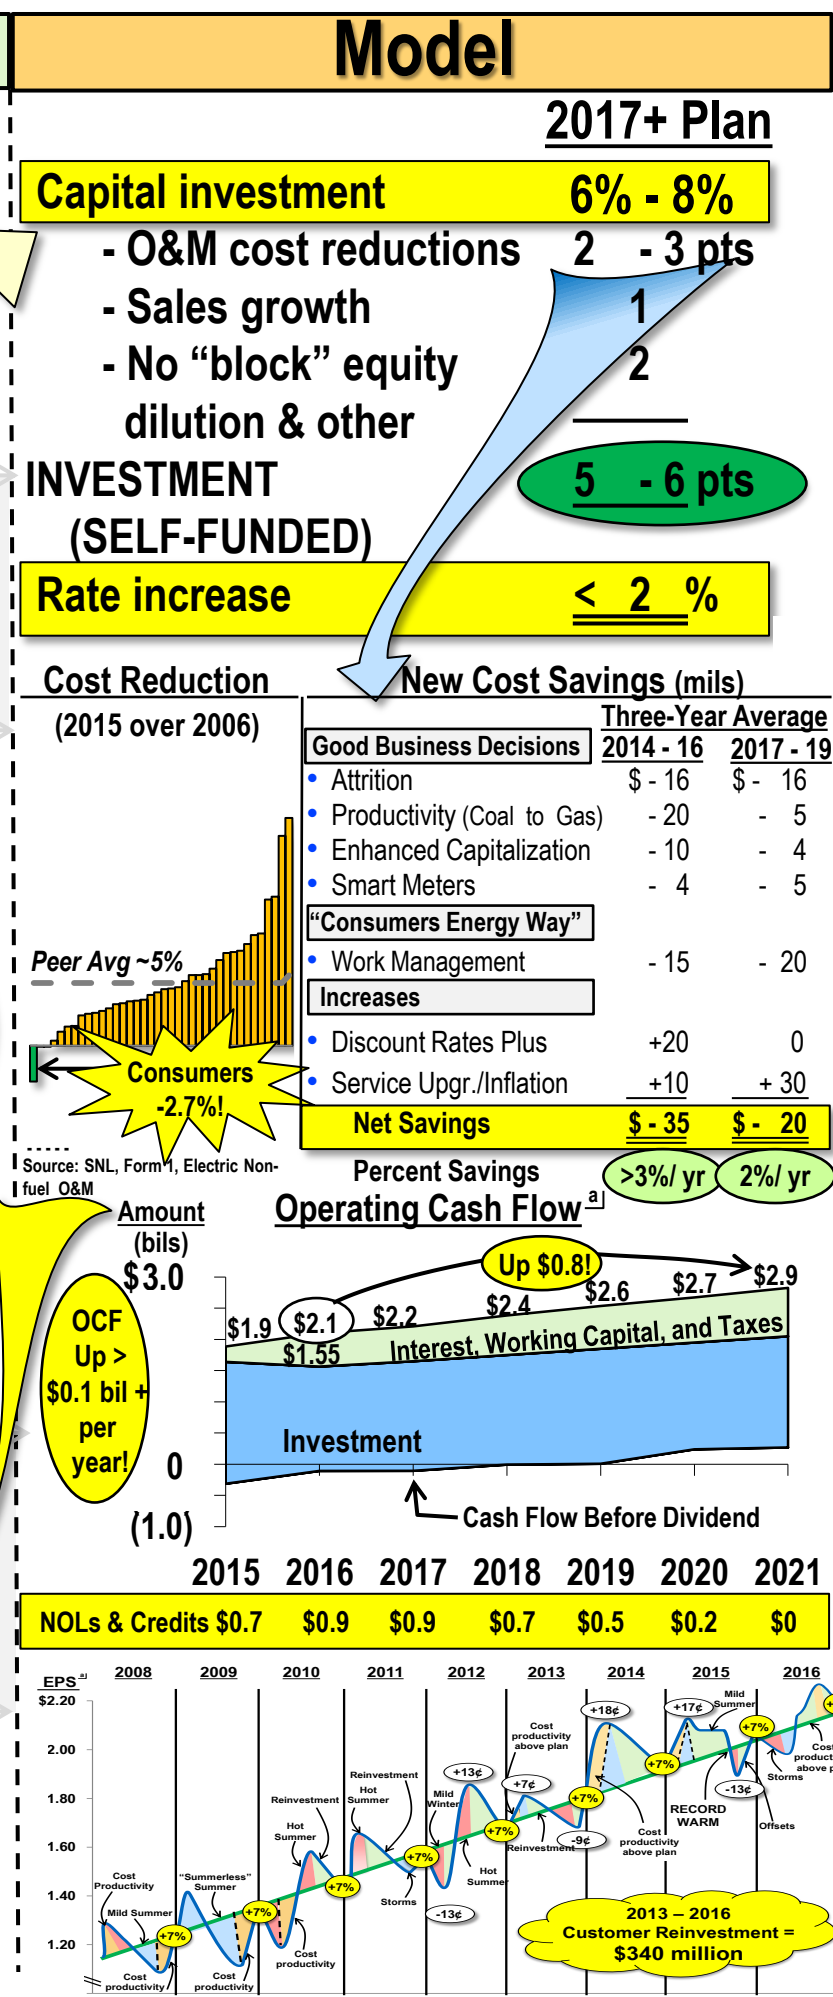 Model
2017+ Plan
Capital investment 6% - 8%
- O&M cost reductions 2 - 3 pts
- Sales growth 1
- No “block” equity 2
dilution & other
INVESTMENT 5 - 6 pts
(SELF-FUNDED)
Rate increase < 2 %
Cost Reduction
(2015 over 2006)
Peer Avg ~5%
Consumers
-2.7%!
Source: SNL, Form 1, Electric Non-
fuel O&M
New Cost Savings (mils)
Three-Year Average
Good Business Decisions 2014 - 16 2017 - 19
• Attrition $ - 16 $ - 16
• Productivity (Coal to Gas) - 20 - 5
• Enhanced Capitalization - 10 - 4
• Smart Meters - 4 - 5
“Consumers Energy Way”
• Work Management - 15 - 20
Increases
• Discount Rates Plus +20 0
• Service Upgr./Inflation +10 + 30
Net Savings $ - 35 $ - 20
Percent Savings >3%/ yr 2%/ yr
Operating Cash Flow a]
Amount
(bils)
$3.0
0
(1.0)
OCF
Up >
$0.1 bil +
per
year!
Up $0.8!
$1.9 $2.1 $2.2 $2.4 $2.6 $2.7 $2.9
$1.55
Interest, Working Capital, and Taxes
Investment
Cash Flow Before Dividend
2015 2016 2017 2018 2019 2020 2021
NOLs & Credits $0.7 $0.9 $0.9 $0.7 $0.5 $0.2 $0
EPS a]
2008 2009 2010 2011 2012 2013 2014 2015 2016
$2.20
2.00
1.80
1.60
1.40
1.20
Cost
Productivity
Mild Summer
Cost
productivity
+7%
“Summerless”
Summer
Cost
productivity
+7%
Reinvestment
Hot
Summer
Cost
productivity
+7%
Reinvestment
Hot
Summer
Storms
+7%
Mild
Winter
+13¢
-13¢
Hot
Summer
+7%
Cost
productivity
above plan
+7¢
Reinvestment
-9¢
+7%
+18¢
Cost
productivity
above plan
+7%
+17¢
Mild
Summer
RECORD
WARM
-13¢
Offsets
+7%
Storms
2013 – 2016
Customer Reinvestment =
$340 million